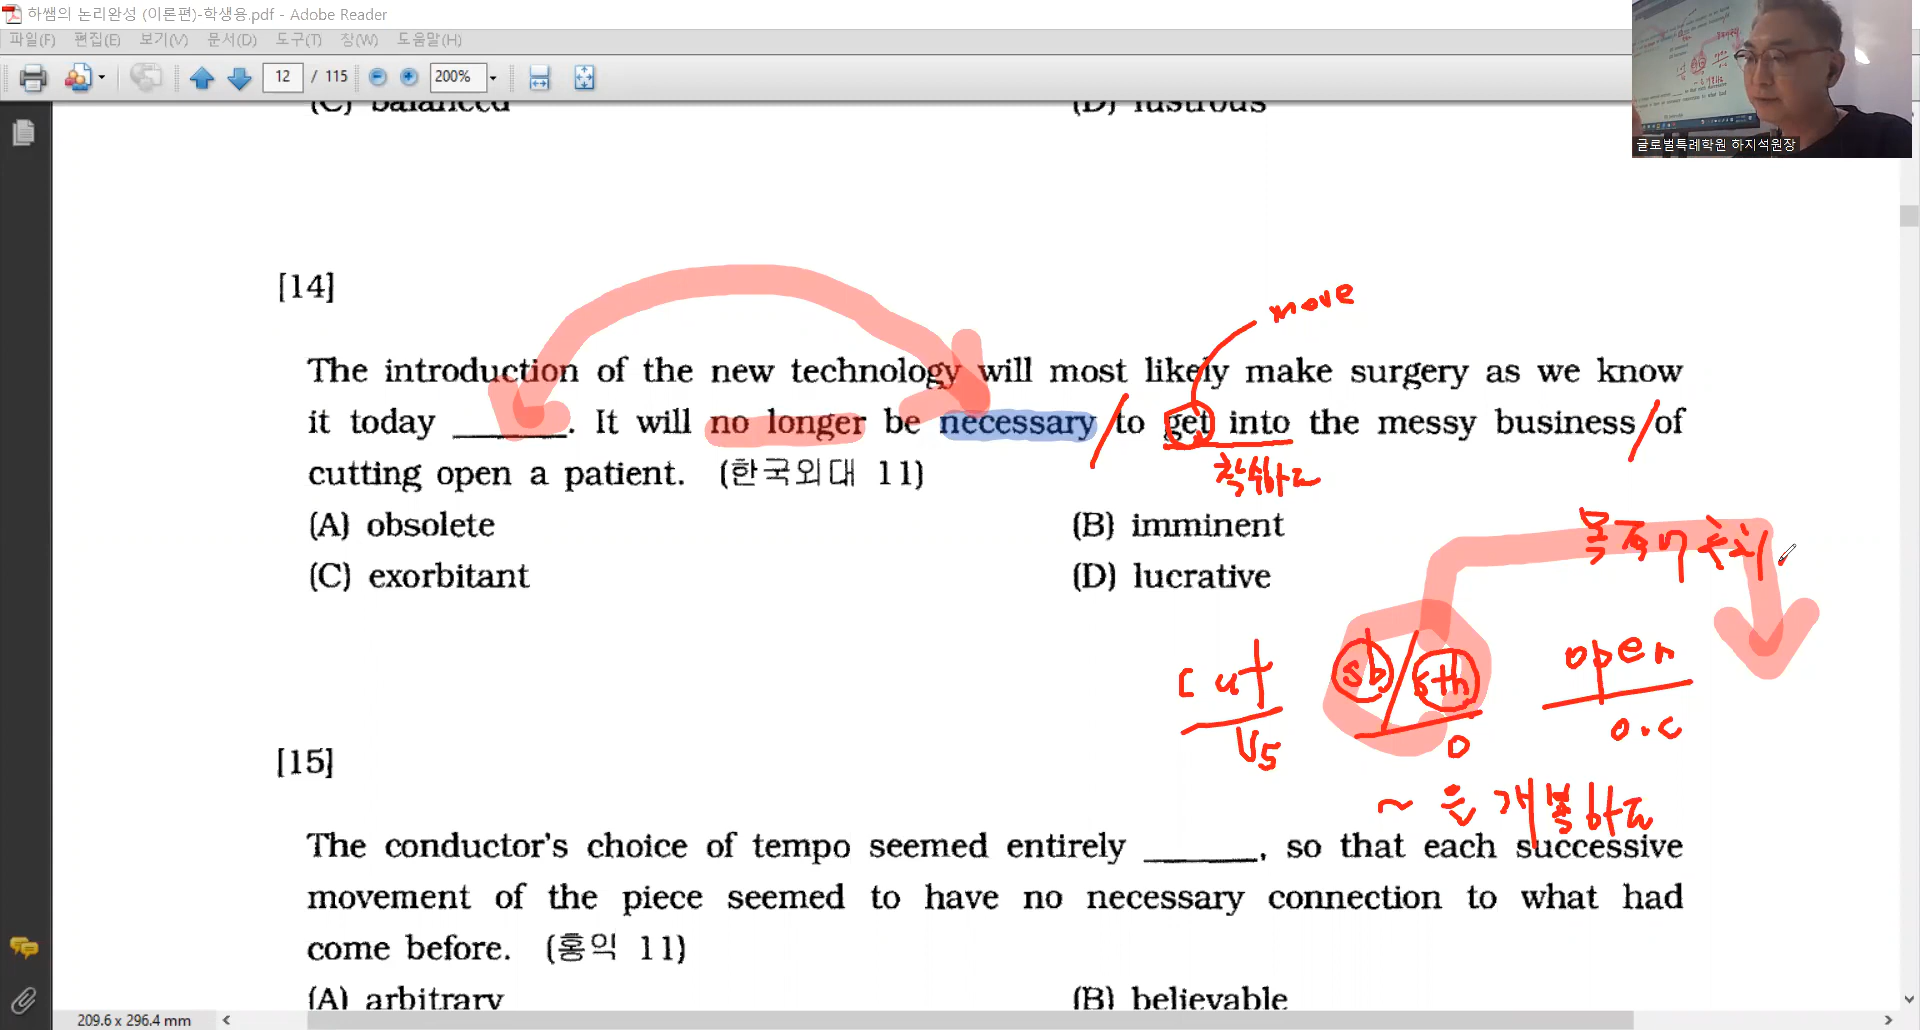 하쌤의 논리완성 (이론편)-학생용.pdf - Adobe Reader
파일(F) 편집(E) 보기(V) 문서(D) 도구(T) 창(W) 도움말(H)
12 / 115 200%
글로벌특례학원 하지석원장
(C) balanced (D) lustrous
[14]
move
The introduction of the new technology will most likely make surgery as we know
it today ______. It will no longer be necessary / to get into the messy business / of
cutting open a patient. (한국외대 11)
착수하다
(A) obsolete (B) imminent
목적어 후치
(C) exorbitant (D) lucrative
cut sb/sth open
V5 O o.c
~을 개복하다
[15]
The conductor's choice of tempo seemed entirely ______, so that each successive
movement of the piece seemed to have no necessary connection to what had
come before. (홍익 11)
(A) arbitrary (B) believable
209.6 x 296.4 mm